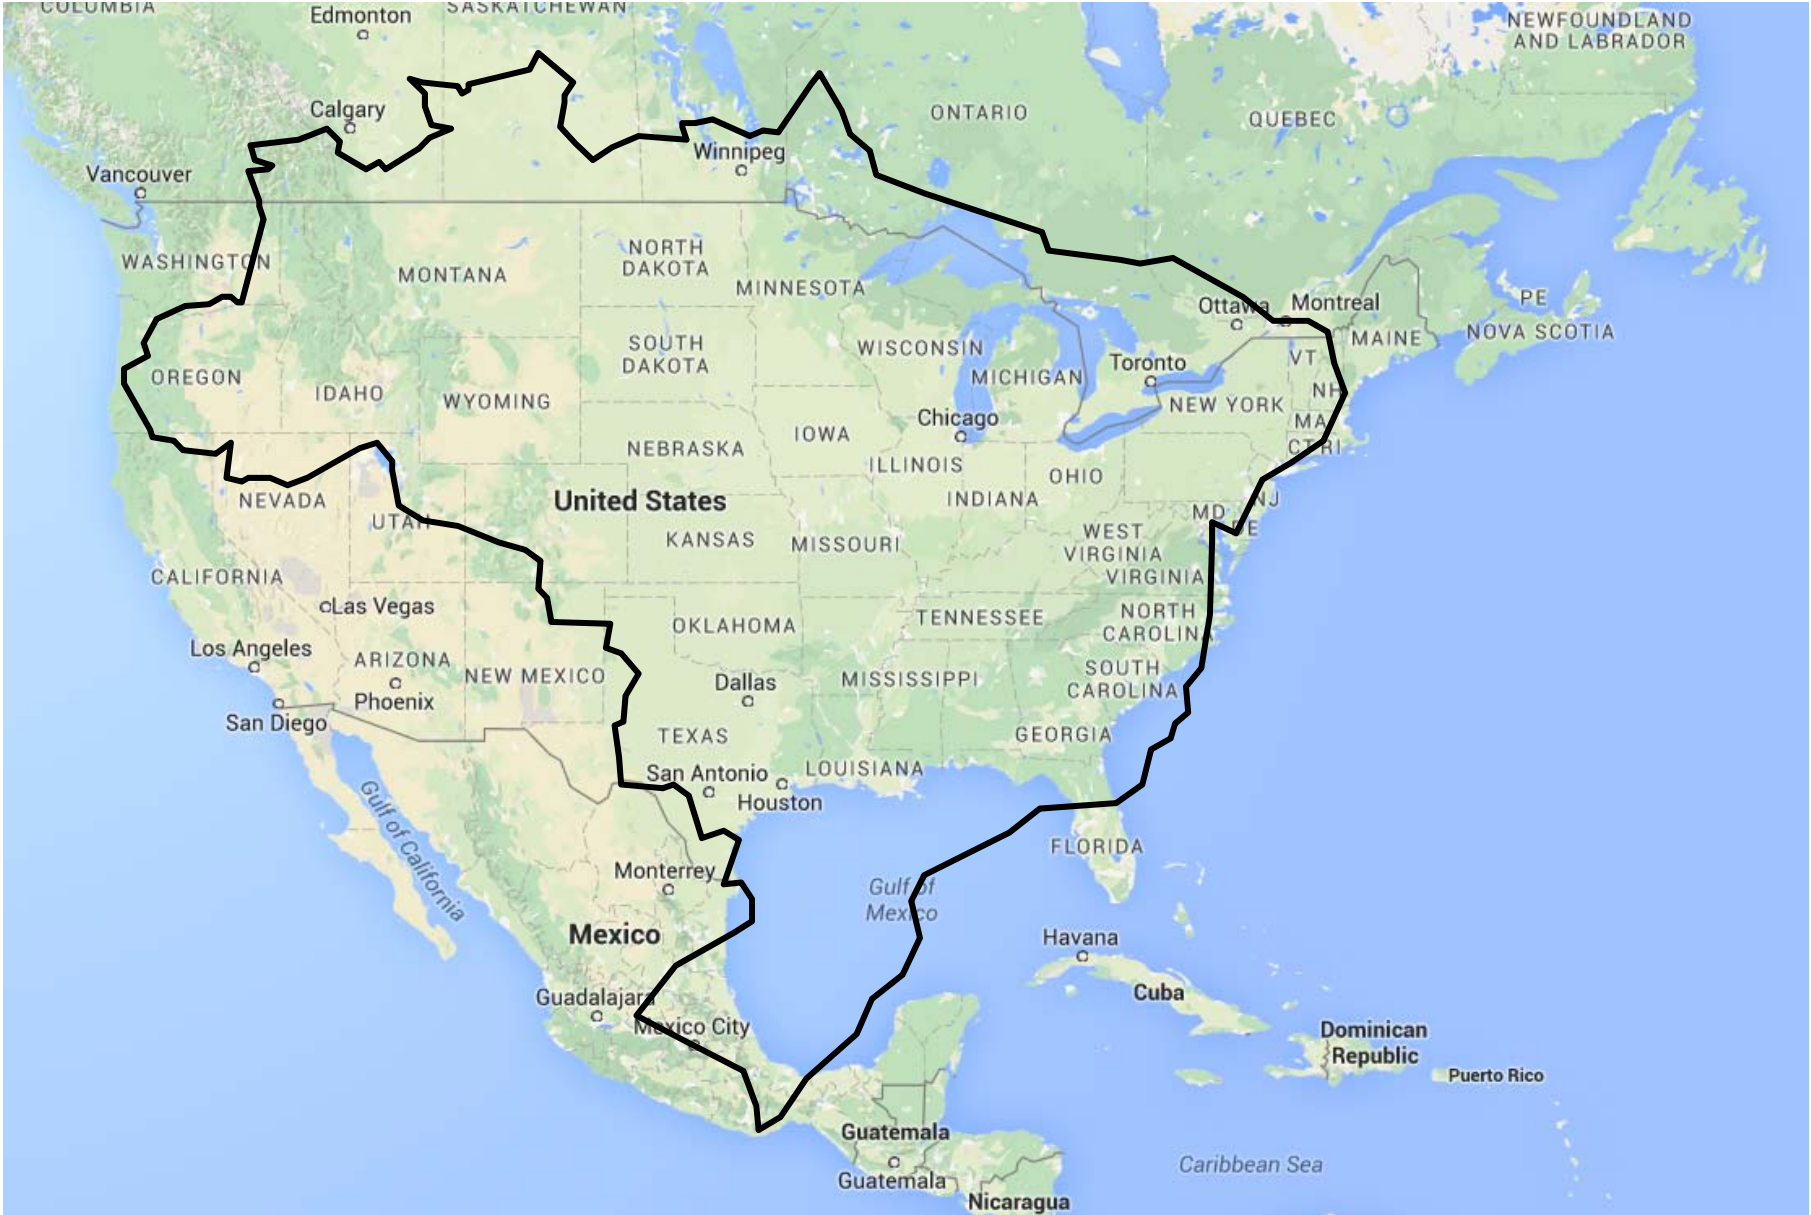 COLUMBIA
Edmonton
SASKATCHEWAN
NEWFOUNDLAND
AND LABRADOR
Calgary
ONTARIO
QUEBEC
Winnipeg
Vancouver
WASHINGTON
MONTANA
NORTH
DAKOTA
MINNESOTA
Ottawa
Montreal
PE
NOVA SCOTIA
MAINE
OREGON
IDAHO
WYOMING
SOUTH
DAKOTA
WISCONSIN
MICHIGAN
Toronto
VT
NH
NEW YORK
MA
CT RI
Chicago
IOWA
NEBRASKA
ILLINOIS
INDIANA
OHIO
NEVADA
UTAH
United States
KANSAS
MISSOURI
WEST
VIRGINIA
VIRGINIA
MD
DE
NJ
CALIFORNIA
Las Vegas
Los Angeles
ARIZONA
Phoenix
NEW MEXICO
San Diego
OKLAHOMA
TENNESSEE
NORTH
CAROLINA
SOUTH
CAROLINA
Dallas
MISSISSIPPI
TEXAS
GEORGIA
San Antonio
Houston
LOUISIANA
Gulf of California
FLORIDA
Monterrey
Gulf of
Mexico
Mexico
Havana
Cuba
Guadalajara
Mexico City
Dominican
Republic
Puerto Rico
Guatemala
Guatemala
Caribbean Sea
Nicaragua